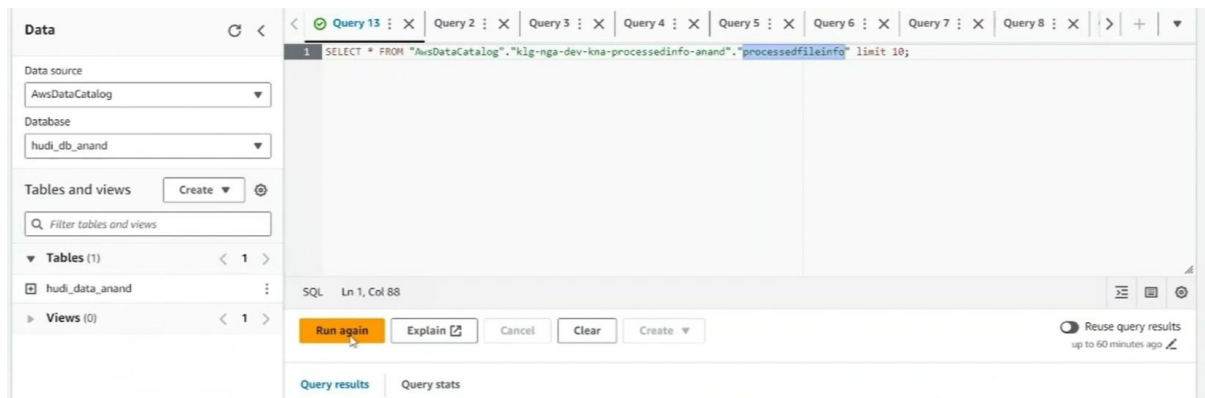 Data
Query 13
Query 2
Query 3
Query 4
Query 5
Query 6
Query 7
Query 8
1 SELECT * FROM "AwsDataCatalog"."klg-nga-dev-kna-processedinfo-anand"."processedfileinfo" limit 10;
Data source
AwsDataCatalog
Database
hudi_db_anand
Tables and views
Create
Filter tables and views
Tables (1)
1
hudi_data_anand
Views (0)
1
SQL Ln 1, Col 88
Run again
Explain
Cancel
Clear
Create
Reuse query results
up to 60 minutes ago
Query results
Query stats